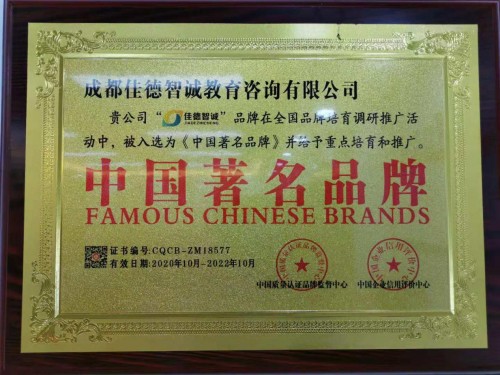 成都佳德智诚教育咨询有限公司
贵公司“佳德智诚”品牌在全国品牌培育调研推广活
动中，被入选为《中国著名品牌》并给予重点培育和推广。
中国著名品牌
FAMOUS CHINESE BRANDS
证书编号:CQCB-ZM18577
有效日期:2020年10月-2022年10月
中国质量认证品牌监督中心
中国企业信用评价中心